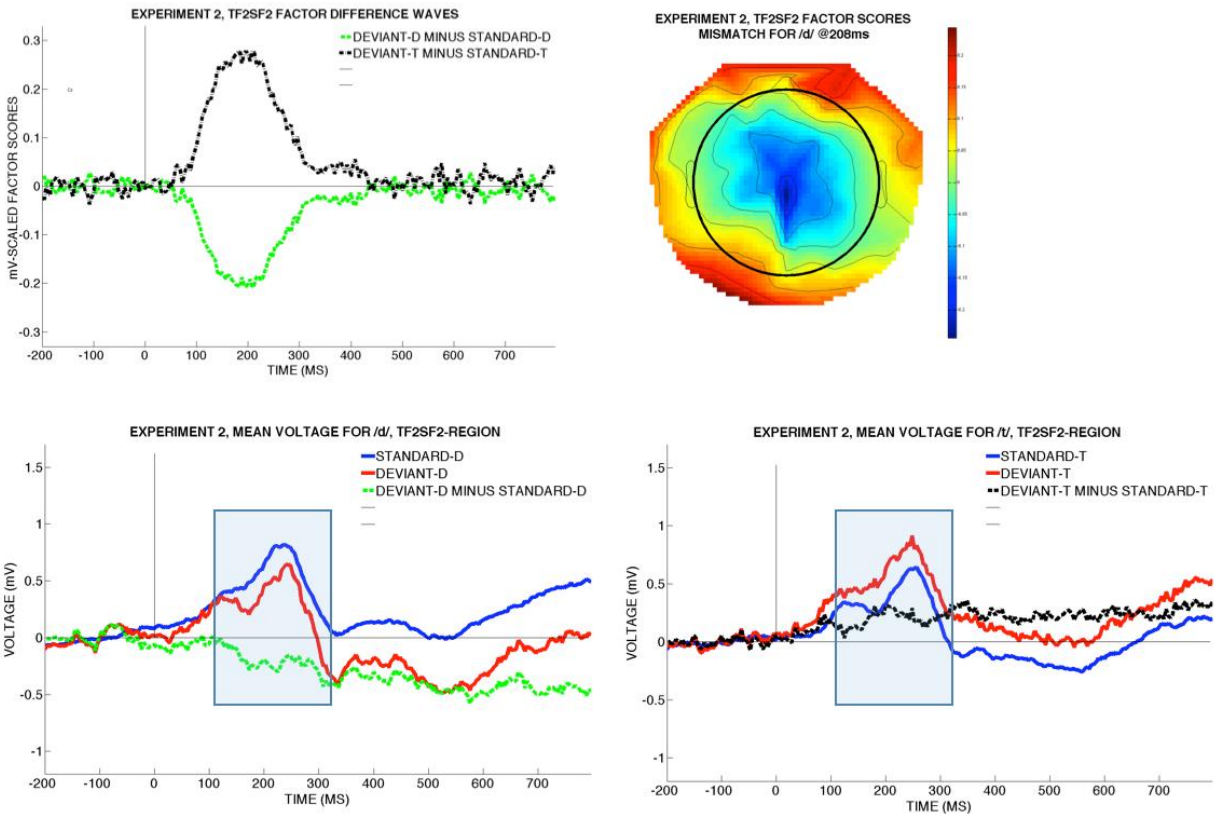 EXPERIMENT 2, TF2SF2 FACTOR DIFFERENCE WAVES
DEVIANT-D MINUS STANDARD-D
DEVIANT-T MINUS STANDARD-T
mV-SCALED FACTOR SCORES
0.3
0.2
0.1
0
-0.1
-0.2
-0.3
-200 -100 0 100 200 300 400 500 600 700
TIME (MS)
EXPERIMENT 2, TF2SF2 FACTOR SCORES
MISMATCH FOR /d/ @208ms
EXPERIMENT 2, MEAN VOLTAGE FOR /d/, TF2SF2-REGION
STANDARD-D
DEVIANT-D
DEVIANT-D MINUS STANDARD-D
VOLTAGE (mV)
1.5
1
0.5
0
-0.5
-1
-200 -100 0 100 200 300 400 500 600 700
TIME (MS)
EXPERIMENT 2, MEAN VOLTAGE FOR /t/, TF2SF2-REGION
STANDARD-T
DEVIANT-T
DEVIANT-T MINUS STANDARD-T
VOLTAGE (mV)
1.5
1
0.5
0
-0.5
-1
-200 -100 0 100 200 300 400 500 600 700
TIME (MS)